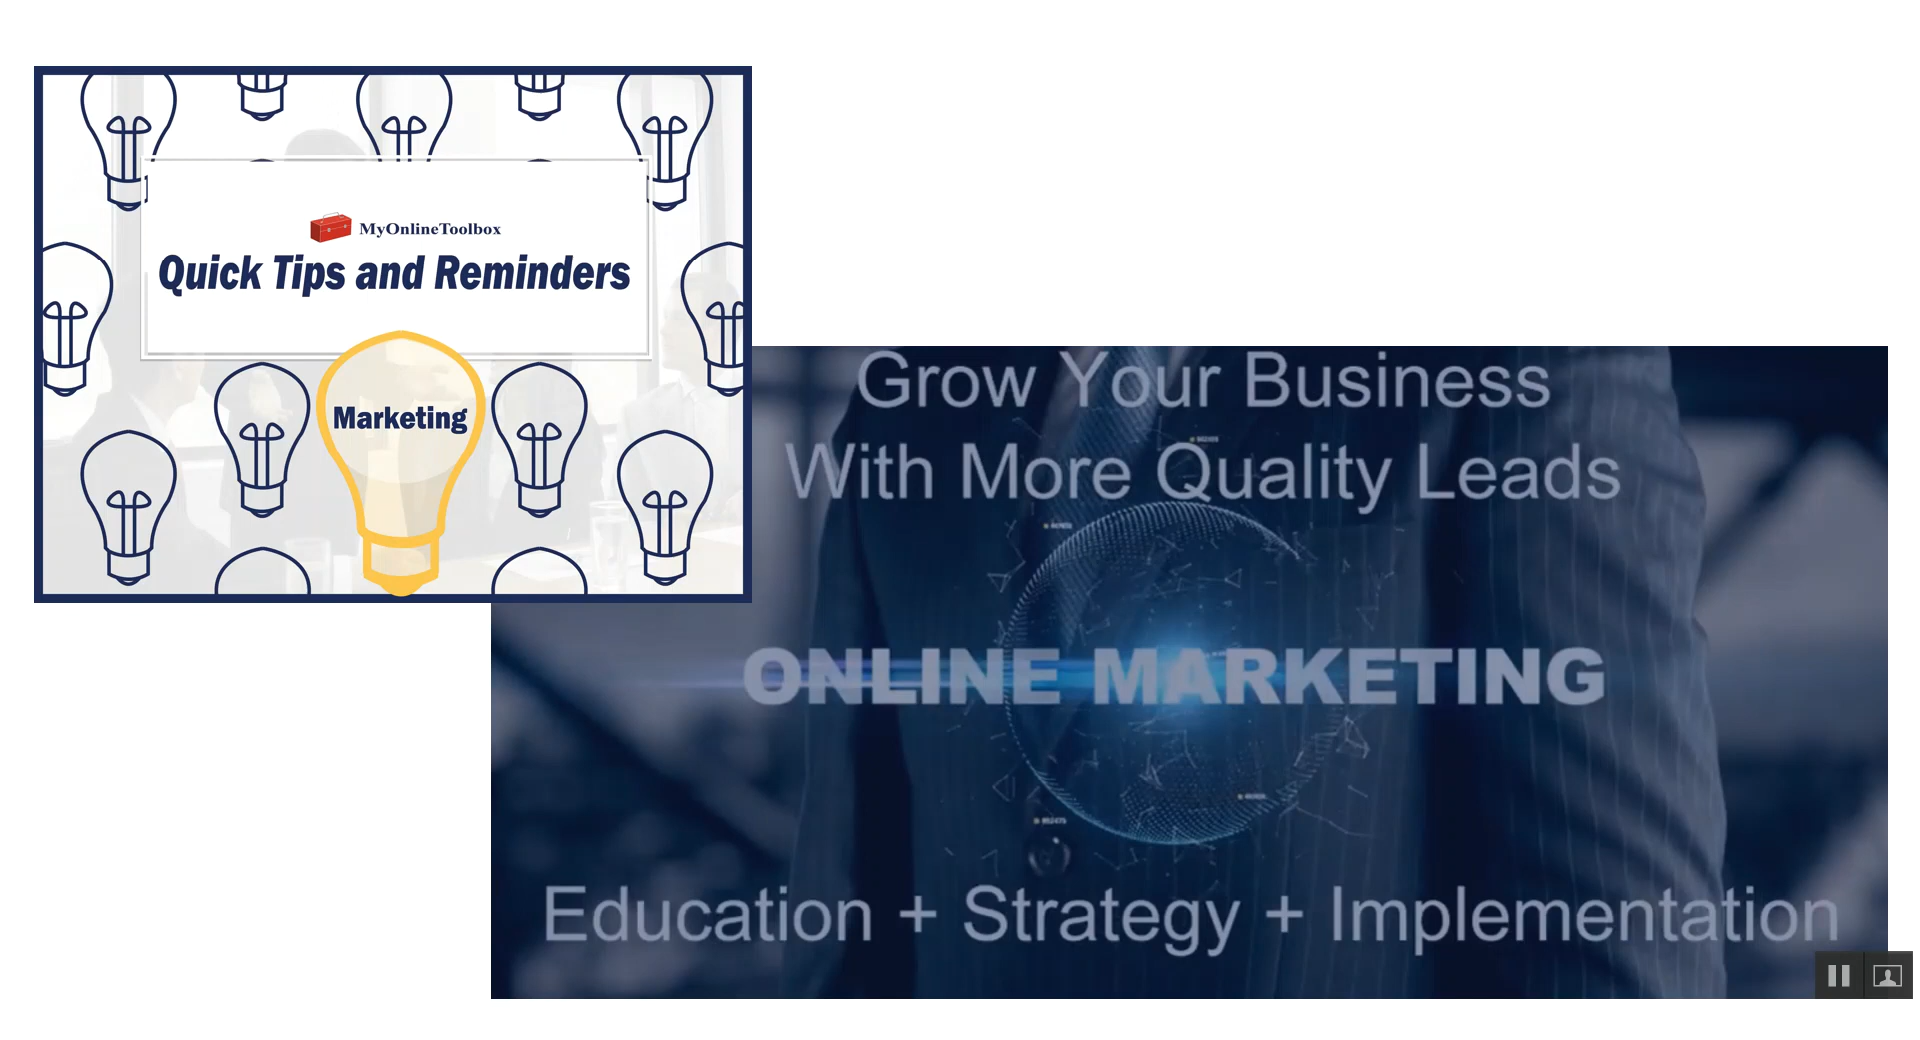 MyOnlineToolbox
Quick Tips and Reminders
Marketing
Grow Your Business
With More Quality Leads
ONLINE MARKETING
Education + Strategy + Implementation